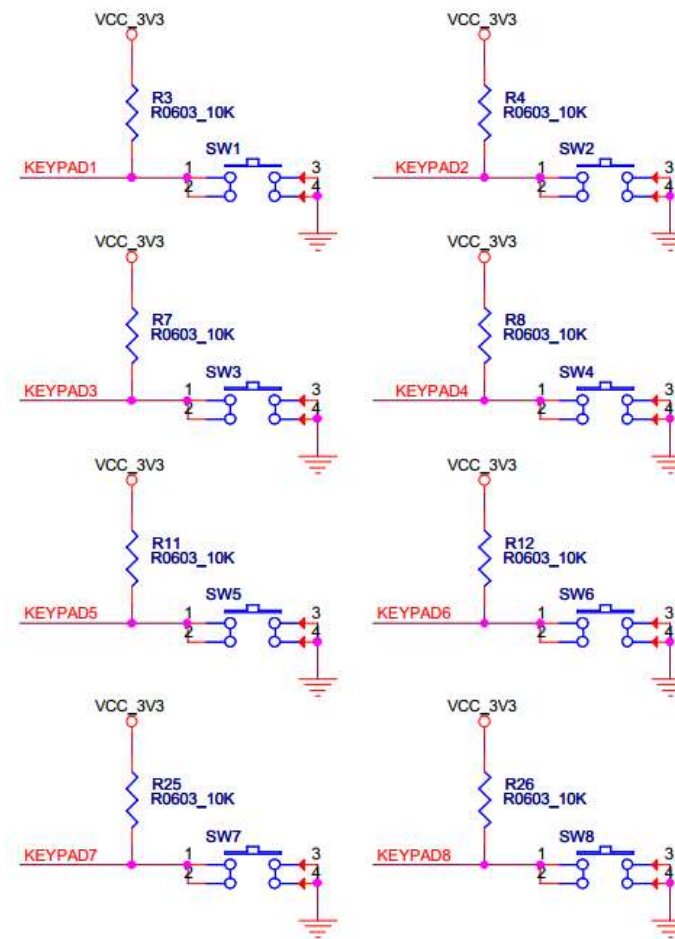 VCC_3V3
R3
R0603_10K
SW1
KEYPAD1
1
2
3
4
VCC_3V3
R4
R0603_10K
SW2
KEYPAD2
1
2
3
4
VCC_3V3
R7
R0603_10K
SW3
KEYPAD3
1
2
3
4
VCC_3V3
R8
R0603_10K
SW4
KEYPAD4
1
2
3
4
VCC_3V3
R11
R0603_10K
SW5
KEYPAD5
1
2
3
4
VCC_3V3
R12
R0603_10K
SW6
KEYPAD6
1
2
3
4
VCC_3V3
R25
R0603_10K
SW7
KEYPAD7
1
2
3
4
VCC_3V3
R26
R0603_10K
SW8
KEYPAD8
1
2
3
4